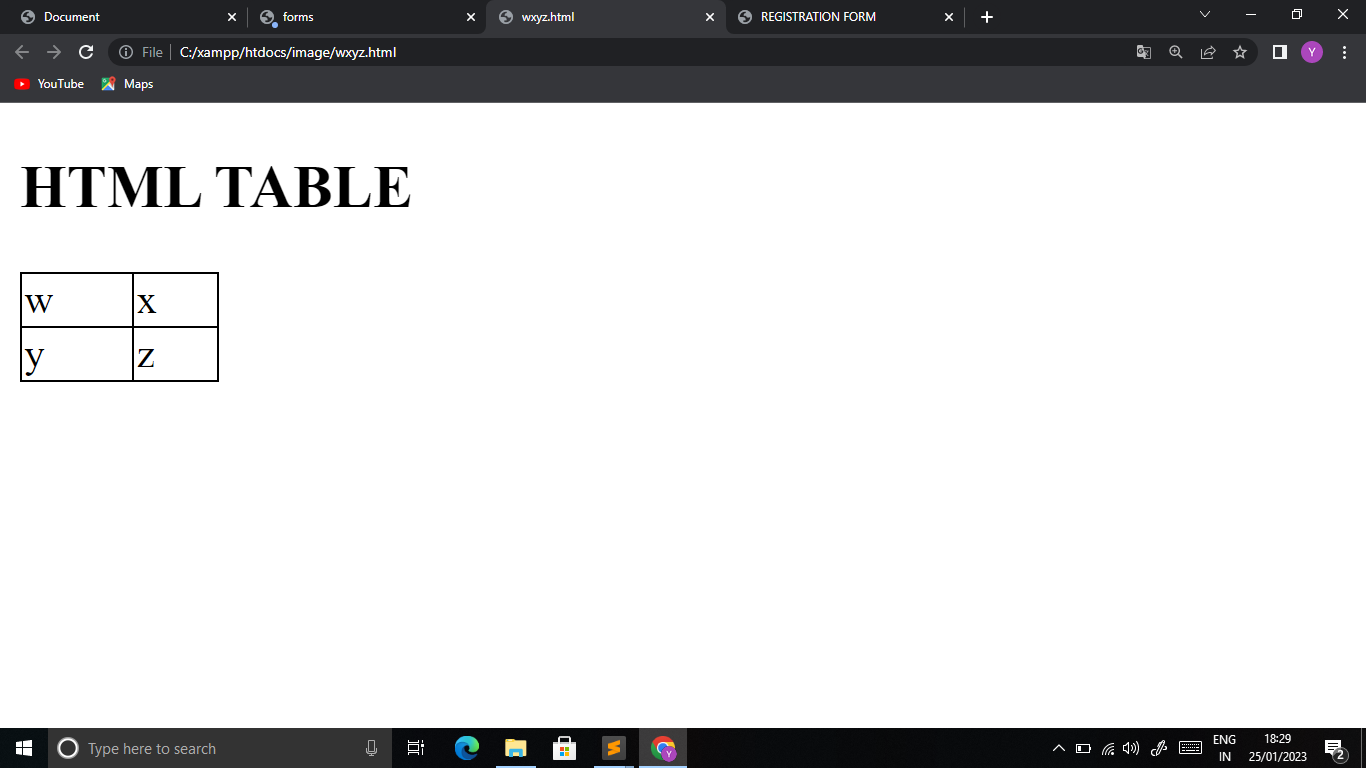 Document
forms
wxyz.html
REGISTRATION FORM
File
C:/xampp/htdocs/image/wxyz.html
Y
YouTube
Maps
HTML TABLE
w x
y z
Type here to search
Y
ENG
IN
18:29
25/01/2023
2